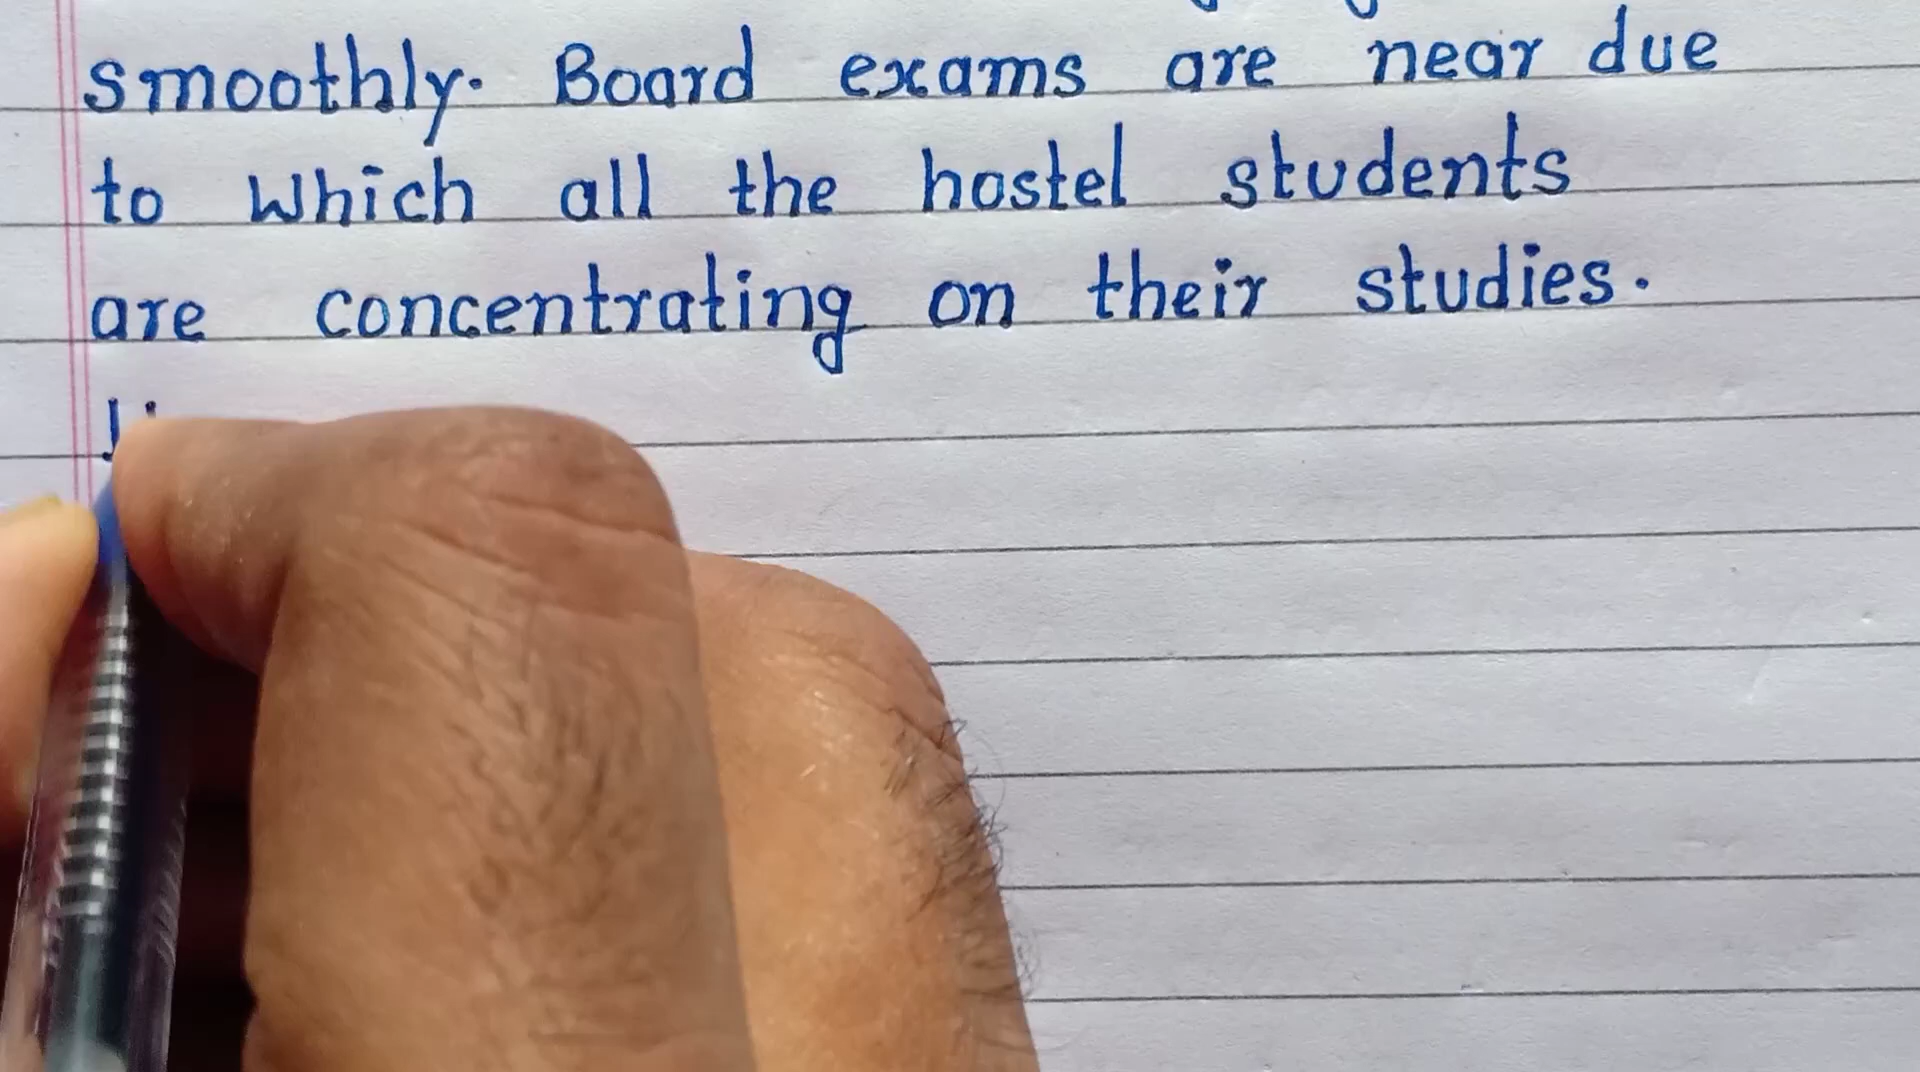 smoothly. Board exams are near due
to which all the hostel students
are concentrating on their studies.